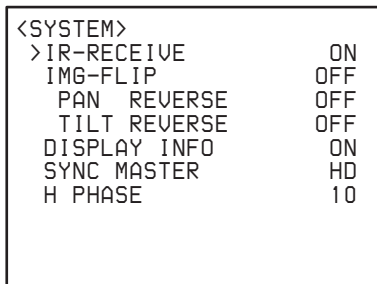 <SYSTEM>
>IR-RECEIVE ON
IMG-FLIP OFF
PAN REVERSE OFF
TILT REVERSE OFF
DISPLAY INFO ON
SYNC MASTER HD
H PHASE 10